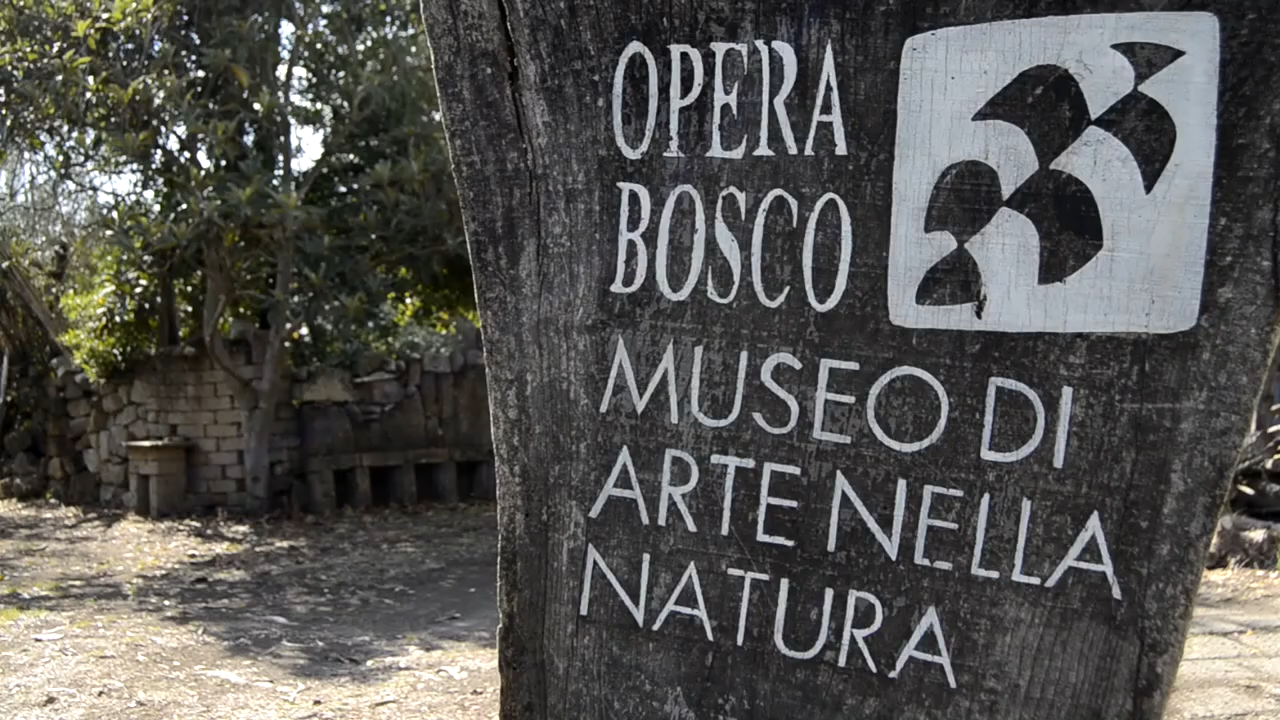 OPERA
BOSCO
MUSEO DI
ARTE NELLA
NATURA